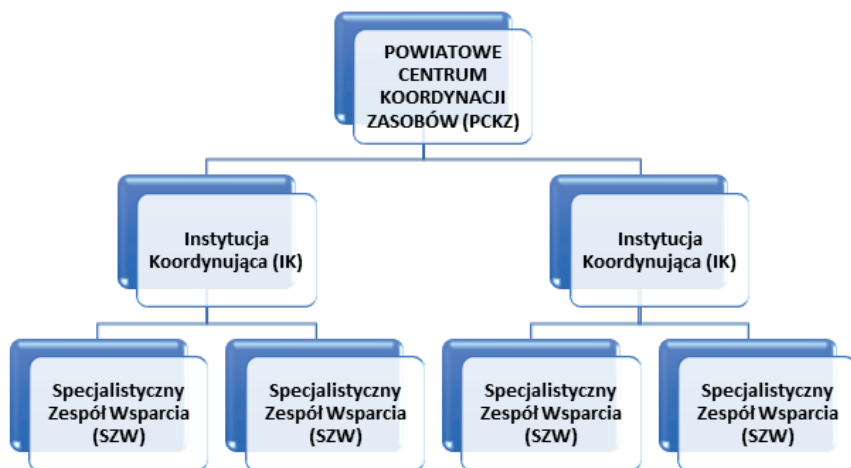 POWIATOWE
CENTRUM
KOORDYNACJI
ZASOBÓW (PCKZ)
Instytucja
Koordynująca (IK)
Instytucja
Koordynująca (IK)
Specjalistyczny
Zespół Wsparcia
(SZW)
Specjalistyczny
Zespół Wsparcia
(SZW)
Specjalistyczny
Zespół Wsparcia
(SZW)
Specjalistyczny
Zespół Wsparcia
(SZW)